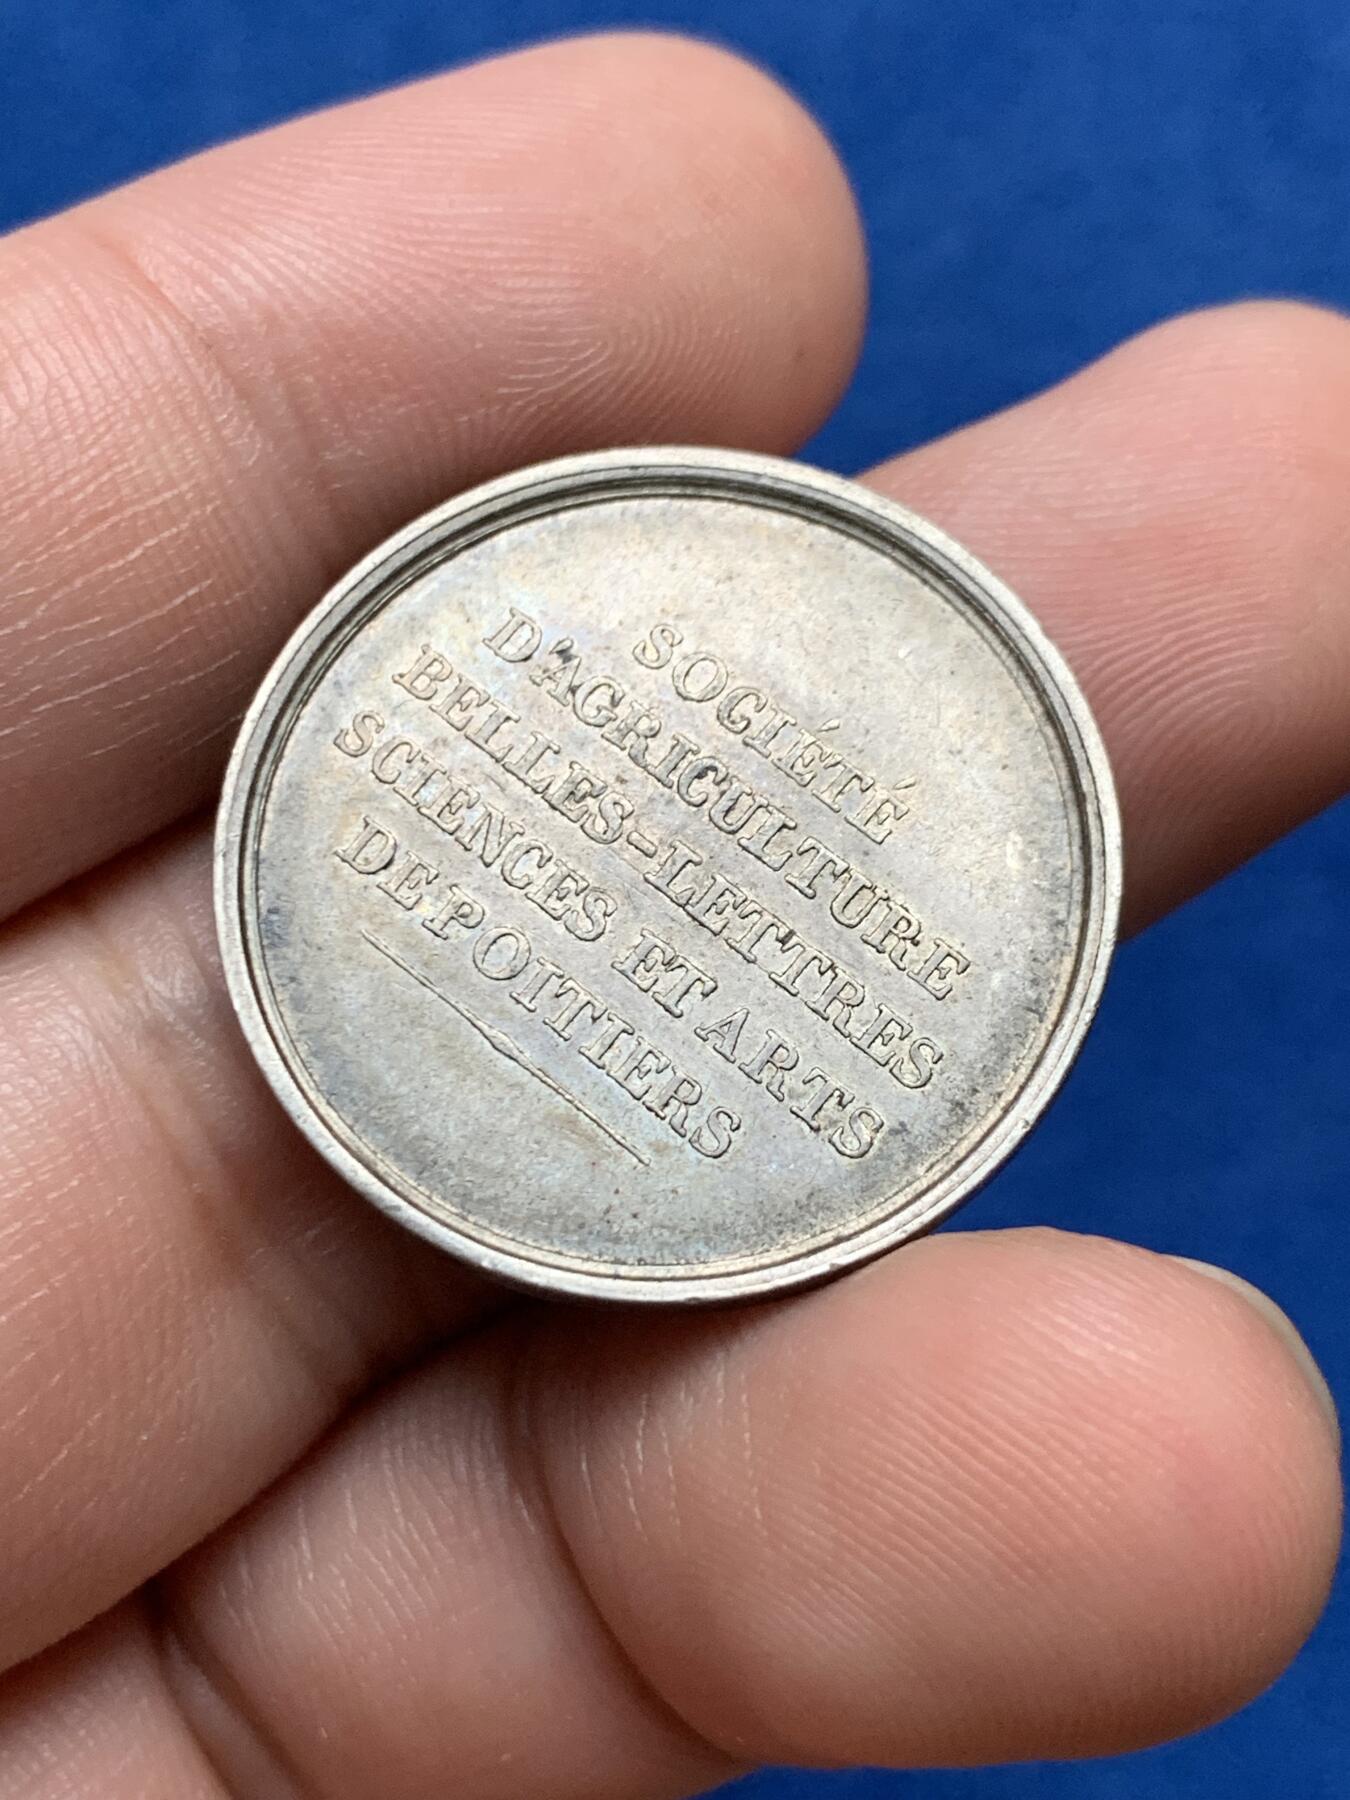 SOCIÉTÉ
D'AGRICULTURE
BELLES-LETTRES
SCIENCES ET ARTS
DE POITIERS